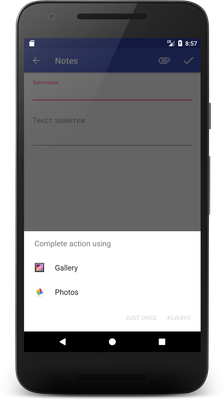 8:57
Notes
Заголовок
Текст заметки
Complete action using
Gallery
Photos
JUST ONCE ALWAYS